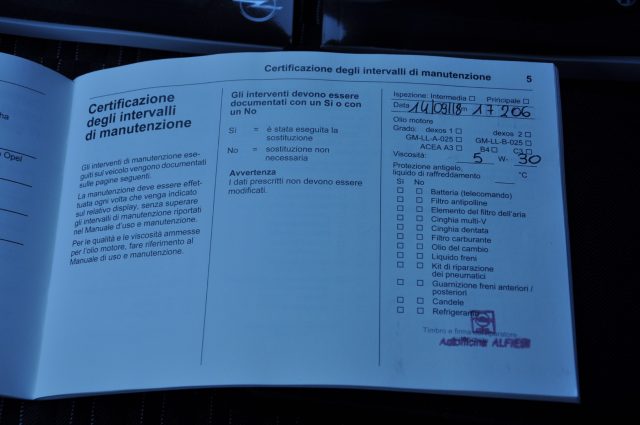 Certificazione degli intervalli di manutenzione 5
Certificazione
degli intervalli
di manutenzione
Gli interventi di manutenzione ese-
guiti sul veicolo vengono documentati
sulle pagine seguenti.
La manutenzione deve essere effet-
tuata ogni volta che venga indicato
sul relativo display, senza superare
gli intervalli di manutenzione riportati
nel Manuale d'uso e manutenzione.
Per le qualità e le viscosità ammesse
per l'olio motore, fare riferimento al
Manuale di uso e manutenzione.
Gli interventi devono essere
documentati con un Sì o con
un No
Sì = è stata eseguita la
sostituzione
No = sostituzione non
necessaria
Avvertenza
I dati prescritti non devono essere
modificati.
Ispezione: Intermedia ☐ Principale ☐
Data 14/09/18 km 17206
Olio motore
Grado: dexos 1 ☐ dexos 2 ☐
GM-LL-A-025 ☐ GM-LL-B-025 ☐
ACEA A3 ☐ B4 ☐ C3 ☐
Viscosità: 5 W- 30
Protezione antigelo,
liquido di raffreddamento °C
Sì No
☐ ☐ Batteria (telecomando)
☐ ☐ Filtro antipolline
☐ ☐ Elemento del filtro dell'aria
☐ ☐ Cinghia multi-V
☐ ☐ Cinghia dentata
☐ ☐ Filtro carburante
☐ ☐ Olio del cambio
☐ ☐ Liquido freni
☐ ☐ Kit di riparazione
dei pneumatici
☐ ☐ Guarnizione freni anteriori /
posteriori
☐ ☐ Candele
☐ ☐ Refrigerante
Timbro e firma
Autofficina ALFIERI
Opel